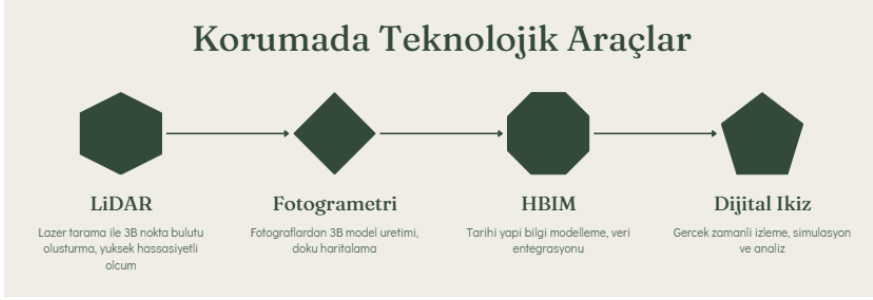 Korumada Teknolojik Araçlar
LiDAR
Lazer tarama ile 3B nokta bulutu
olusturma, yuksek hassasiyetli
olcum
Fotogrametri
Fotograflardan 3B model uretimi,
doku haritalama
HBIM
Tarihi yapi bilgi modelleme, veri
entegrasyonu
Dijital Ikiz
Gercek zamanli izleme, simulasyon
ve analiz